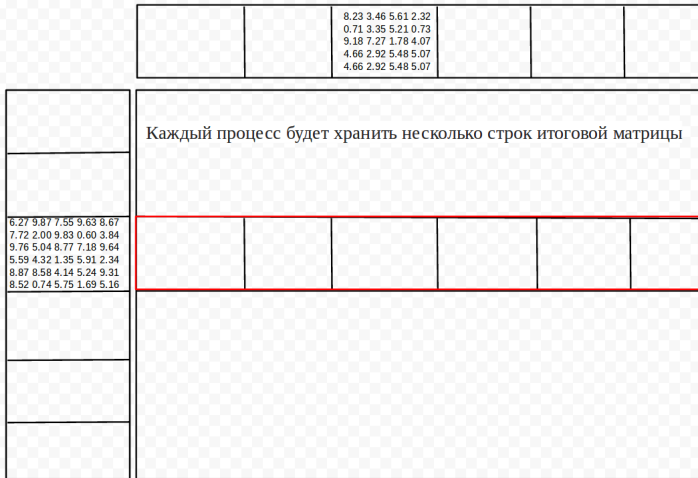 8.23 3.46 5.61 2.32
0.71 3.35 5.21 0.73
9.18 7.27 1.78 4.07
4.66 2.92 5.48 5.07
4.66 2.92 5.48 5.07
Каждый процесс будет хранить несколько строк итоговой матрицы
6.27 9.87 7.55 9.63 8.67
7.72 2.00 9.83 0.60 3.84
9.76 5.04 8.77 7.18 9.64
5.59 4.32 1.35 5.91 2.34
8.87 8.58 4.14 5.24 9.31
8.52 0.74 5.75 1.69 5.16